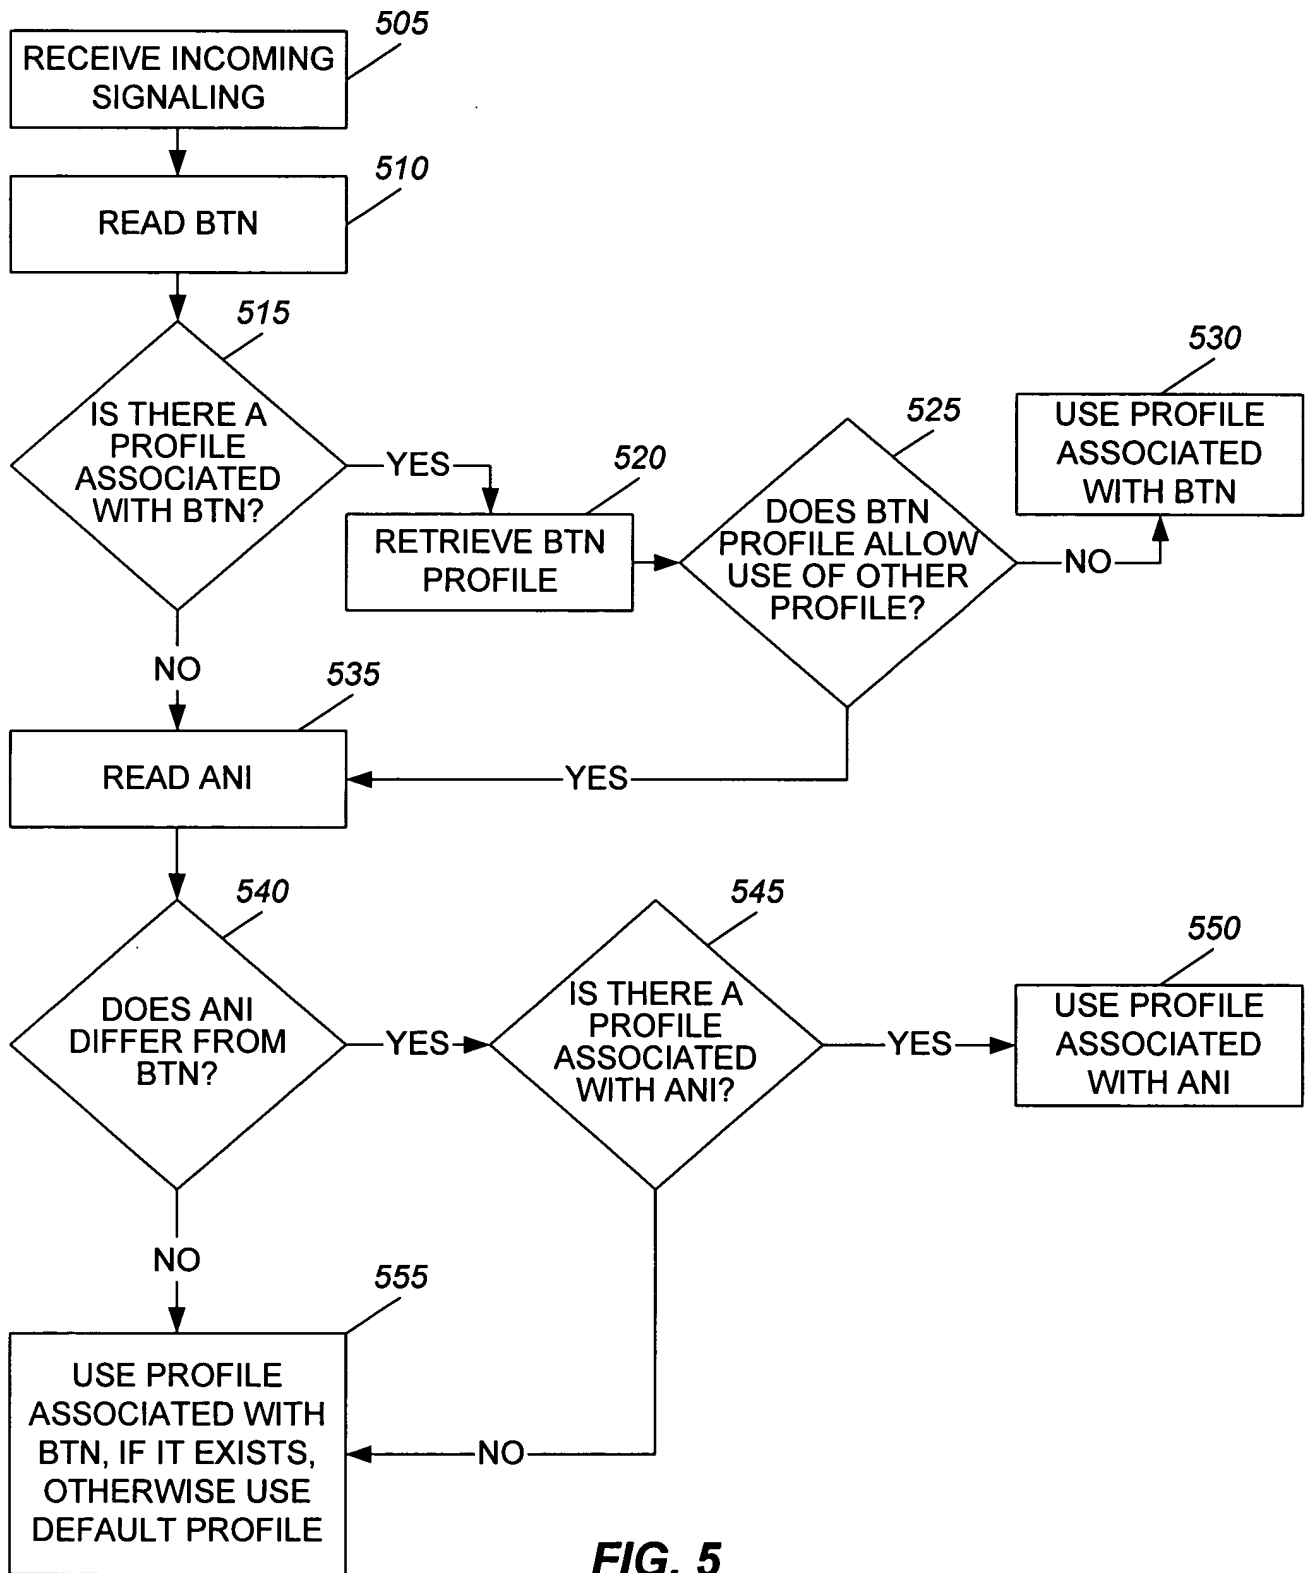 505
RECEIVE INCOMING
SIGNALING
510
READ BTN
515
IS THERE A
PROFILE
ASSOCIATED
WITH BTN?
YES
520
RETRIEVE BTN
PROFILE
525
DOES BTN
PROFILE ALLOW
USE OF OTHER
PROFILE?
NO
530
USE PROFILE
ASSOCIATED
WITH BTN
NO
535
READ ANI
YES
540
DOES ANI
DIFFER FROM
BTN?
YES
545
IS THERE A
PROFILE
ASSOCIATED
WITH ANI?
YES
550
USE PROFILE
ASSOCIATED
WITH ANI
NO
555
USE PROFILE
ASSOCIATED WITH
BTN, IF IT EXISTS,
OTHERWISE USE
DEFAULT PROFILE
NO
FIG. 5